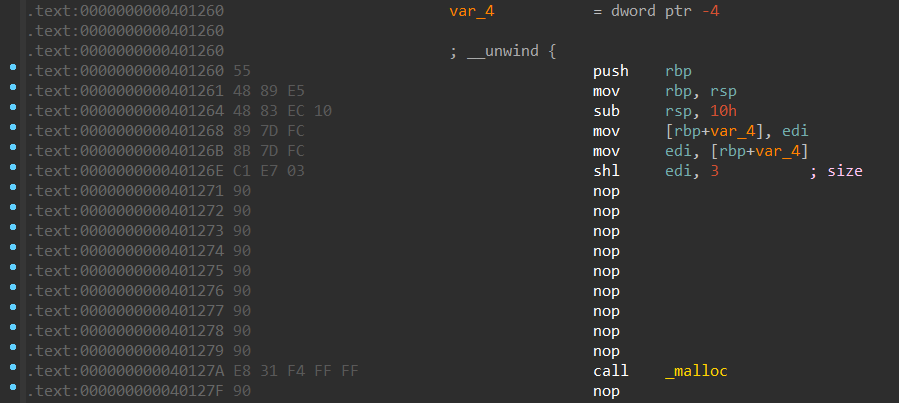 .text:0000000000401260 var_4 = dword ptr -4
.text:0000000000401260
.text:0000000000401260 ; __unwind {
.text:0000000000401260 55 push rbp
.text:0000000000401261 48 89 E5 mov rbp, rsp
.text:0000000000401264 48 83 EC 10 sub rsp, 10h
.text:0000000000401268 89 7D FC mov [rbp+var_4], edi
.text:000000000040126B 8B 7D FC mov edi, [rbp+var_4]
.text:000000000040126E C1 E7 03 shl edi, 3 ; size
.text:0000000000401271 90 nop
.text:0000000000401272 90 nop
.text:0000000000401273 90 nop
.text:0000000000401274 90 nop
.text:0000000000401275 90 nop
.text:0000000000401276 90 nop
.text:0000000000401277 90 nop
.text:0000000000401278 90 nop
.text:0000000000401279 90 nop
.text:000000000040127A E8 31 F4 FF FF call _malloc
.text:000000000040127F 90 nop